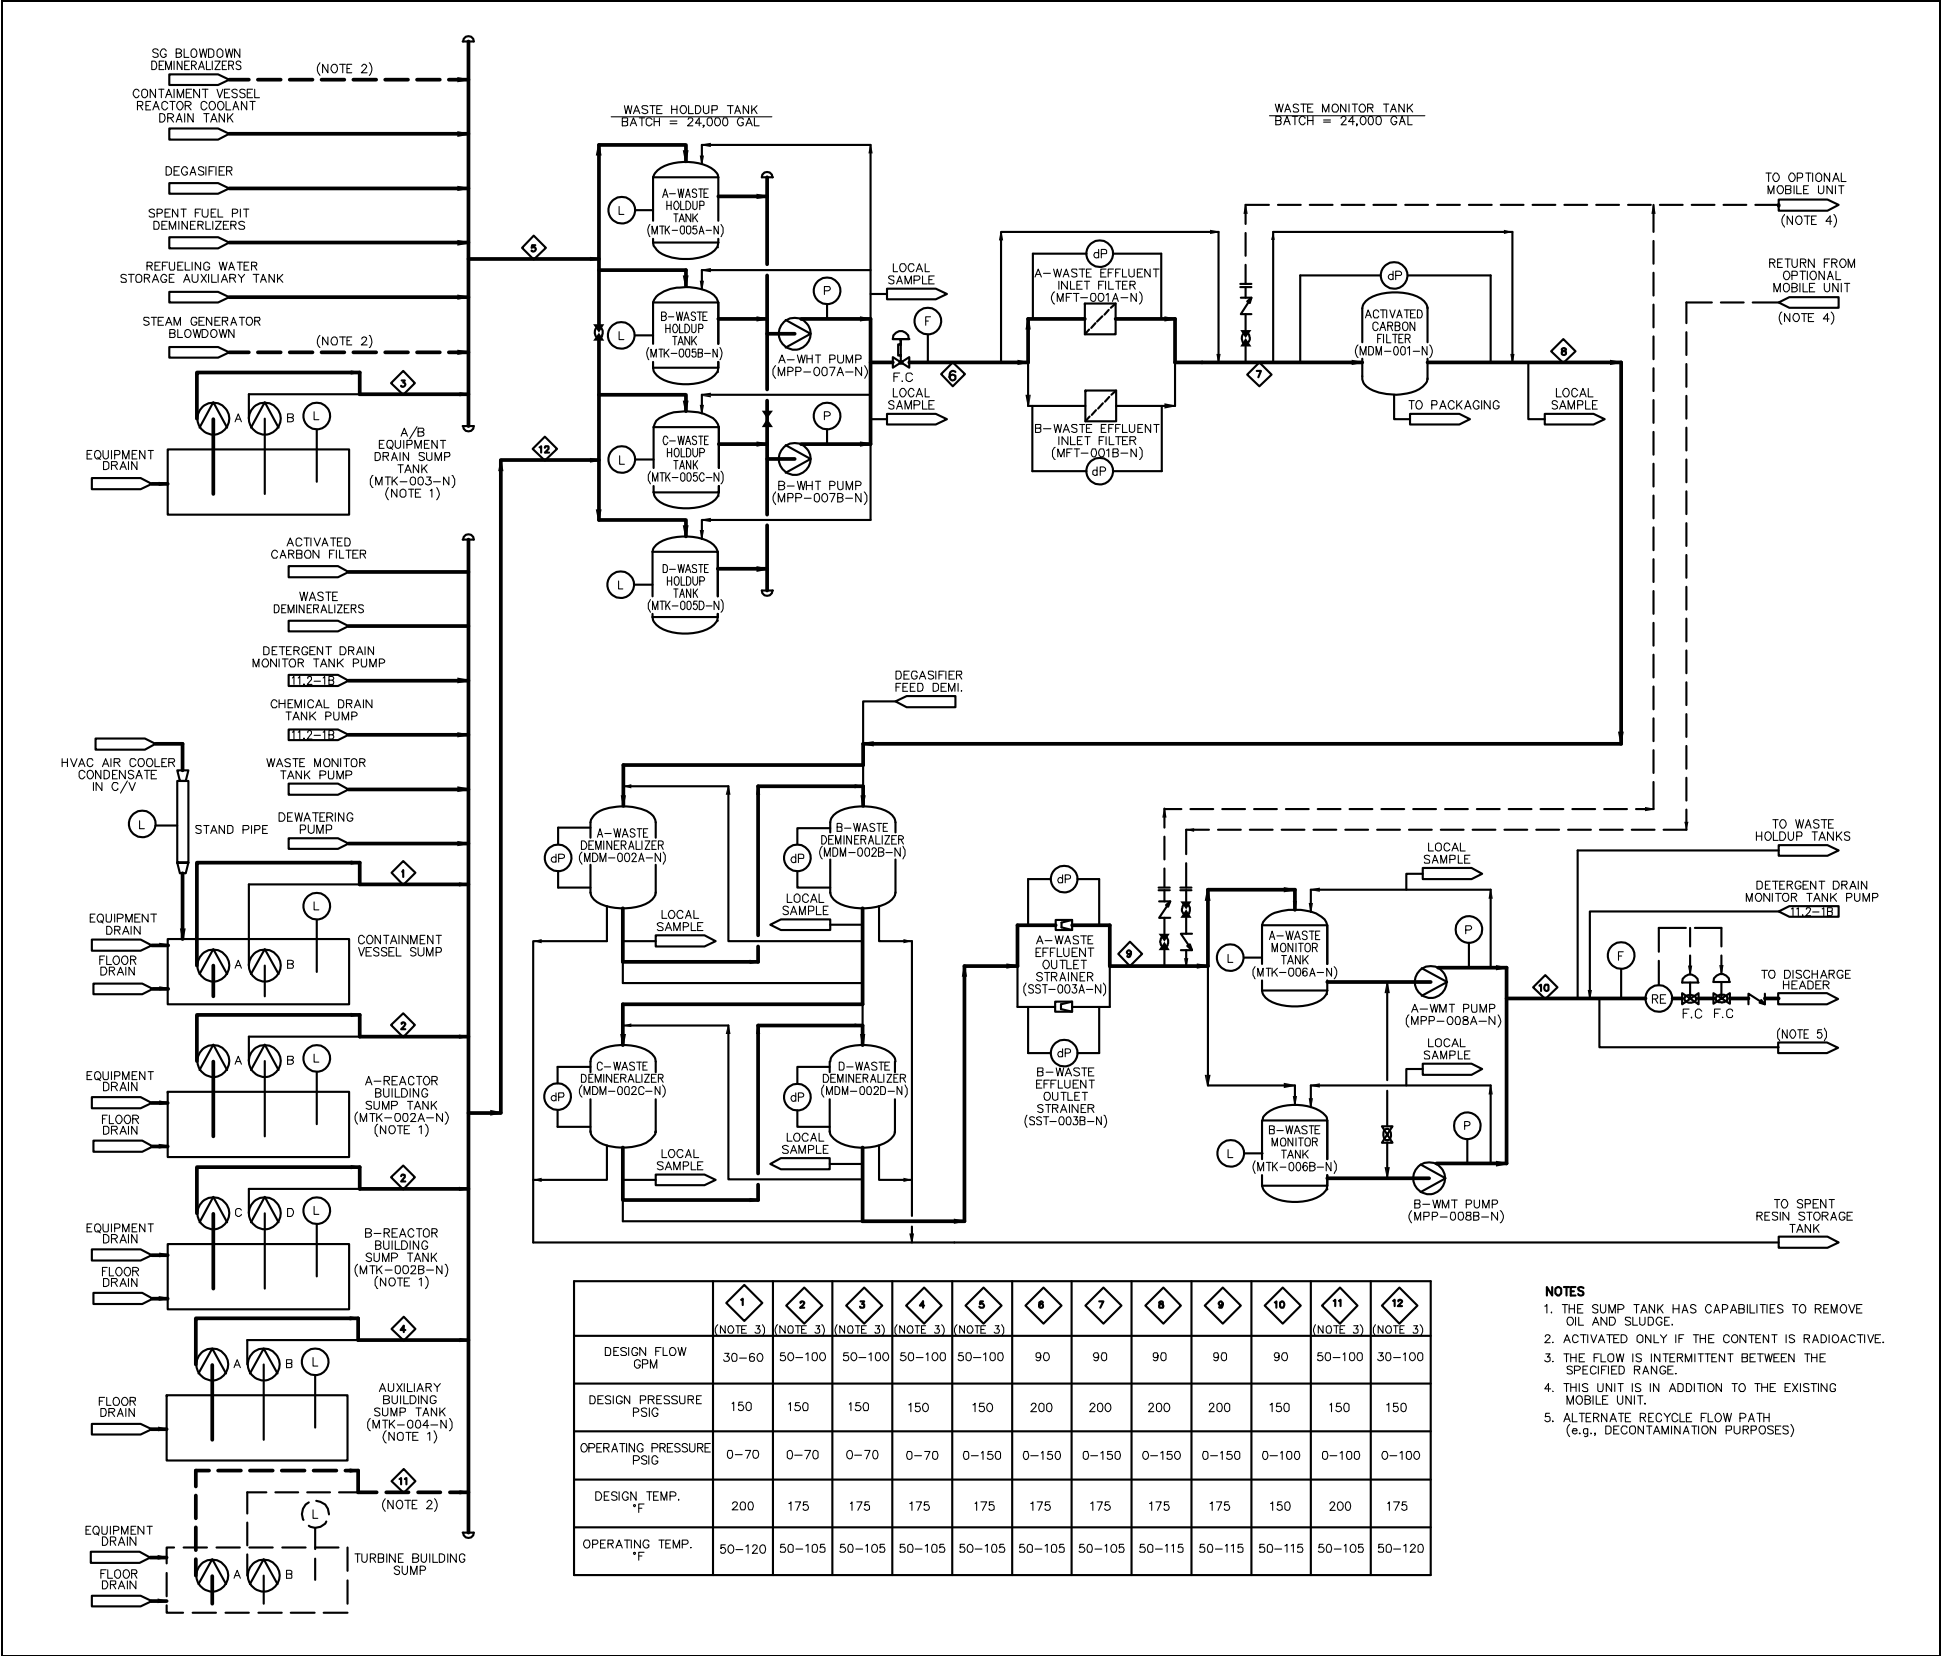 SG BLOWDOWN
DEMINERALIZERS
(NOTE 2)
CONTAIMENT VESSEL
REACTOR COOLANT
DRAIN TANK
DEGASIFIER
SPENT FUEL PIT
DEMINERLIZERS
REFUELING WATER
STORAGE AUXILIARY TANK
STEAM GENERATOR
BLOWDOWN
(NOTE 2)
3
A
B
L
EQUIPMENT
DRAIN
A/B
EQUIPMENT
DRAIN SUMP
TANK
(MTK-003-N)
(NOTE 1)
ACTIVATED
CARBON FILTER
WASTE
DEMINERALIZERS
DETERGENT DRAIN
MONITOR TANK PUMP
11.2-1B
CHEMICAL DRAIN
TANK PUMP
11.2-1B
WASTE MONITOR
TANK PUMP
DEWATERING
PUMP
HVAC AIR COOLER
CONDENSATE
IN C/V
L
STAND PIPE
1
EQUIPMENT
DRAIN
FLOOR
DRAIN
A
B
L
CONTAINMENT
VESSEL SUMP
2
A
B
L
EQUIPMENT
DRAIN
FLOOR
DRAIN
A-REACTOR
BUILDING
SUMP TANK
(MTK-002A-N)
(NOTE 1)
2
C
D
L
EQUIPMENT
DRAIN
FLOOR
DRAIN
B-REACTOR
BUILDING
SUMP TANK
(MTK-002B-N)
(NOTE 1)
4
A
B
L
FLOOR
DRAIN
AUXILIARY
BUILDING
SUMP TANK
(MTK-004-N)
(NOTE 1)
11
(NOTE 2)
L
EQUIPMENT
DRAIN
FLOOR
DRAIN
A
B
TURBINE BUILDING
SUMP
WASTE HOLDUP TANK
BATCH = 24,000 GAL
5
12
L
A-WASTE
HOLDUP
TANK
(MTK-005A-N)
L
B-WASTE
HOLDUP
TANK
(MTK-005B-N)
L
C-WASTE
HOLDUP
TANK
(MTK-005C-N)
L
D-WASTE
HOLDUP
TANK
(MTK-005D-N)
P
A-WHT PUMP
(MPP-007A-N)
P
B-WHT PUMP
(MPP-007B-N)
LOCAL
SAMPLE
F
F.C
6
LOCAL
SAMPLE
dP
A-WASTE EFFLUENT
INLET FILTER
(MFT-001A-N)
B-WASTE EFFLUENT
INLET FILTER
(MFT-001B-N)
dP
WASTE MONITOR TANK
BATCH = 24,000 GAL
7
dP
ACTIVATED
CARBON
FILTER
(MDM-001-N)
TO PACKAGING
8
LOCAL
SAMPLE
TO OPTIONAL
MOBILE UNIT
(NOTE 4)
RETURN FROM
OPTIONAL
MOBILE UNIT
(NOTE 4)
DEGASIFIER
FEED DEMI.
dP
A-WASTE
DEMINERALIZER
(MDM-002A-N)
LOCAL
SAMPLE
dP
B-WASTE
DEMINERALIZER
(MDM-002B-N)
LOCAL
SAMPLE
dP
C-WASTE
DEMINERALIZER
(MDM-002C-N)
LOCAL
SAMPLE
dP
D-WASTE
DEMINERALIZER
(MDM-002D-N)
LOCAL
SAMPLE
dP
A-WASTE
EFFLUENT
OUTLET
STRAINER
(SST-003A-N)
dP
B-WASTE
EFFLUENT
OUTLET
STRAINER
(SST-003B-N)
9
L
A-WASTE
MONITOR
TANK
(MTK-006A-N)
LOCAL
SAMPLE
P
A-WMT PUMP
(MPP-008A-N)
LOCAL
SAMPLE
L
B-WASTE
MONITOR
TANK
(MTK-006B-N)
P
B-WMT PUMP
(MPP-008B-N)
10
TO WASTE
HOLDUP TANKS
DETERGENT DRAIN
MONITOR TANK PUMP
11.2-1B
F
RE
F.C F.C
TO DISCHARGE
HEADER
(NOTE 5)
TO SPENT
RESIN STORAGE
TANK
1 2 3 4 5 6 7 8 9 10 11 12
(NOTE 3) (NOTE 3) (NOTE 3) (NOTE 3) (NOTE 3) (NOTE 3) (NOTE 3)
DESIGN FLOW
GPM
30-60 50-100 50-100 50-100 50-100 90 90 90 90 90 50-100 30-100
DESIGN PRESSURE
PSIG
150 150 150 150 150 200 200 200 200 150 150 150
OPERATING PRESSURE
PSIG
0-70 0-70 0-70 0-70 0-150 0-150 0-150 0-150 0-150 0-100 0-100 0-100
DESIGN TEMP.
°F
200 175 175 175 175 175 175 175 175 150 200 175
OPERATING TEMP.
°F
50-120 50-105 50-105 50-105 50-105 50-105 50-105 50-115 50-115 50-115 50-105 50-120
NOTES
1. THE SUMP TANK HAS CAPABILITIES TO REMOVE
OIL AND SLUDGE.
2. ACTIVATED ONLY IF THE CONTENT IS RADIOACTIVE.
3. THE FLOW IS INTERMITTENT BETWEEN THE
SPECIFIED RANGE.
4. THIS UNIT IS IN ADDITION TO THE EXISTING
MOBILE UNIT.
5. ALTERNATE RECYCLE FLOW PATH
(e.g., DECONTAMINATION PURPOSES)